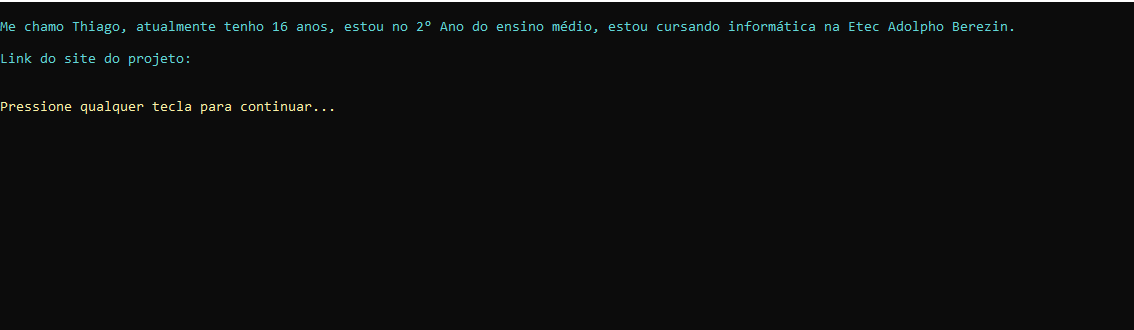 Me chamo Thiago, atualmente tenho 16 anos, estou no 2º Ano do ensino médio, estou cursando informática na Etec Adolpho Berezin.
Link do site do projeto:
Pressione qualquer tecla para continuar...